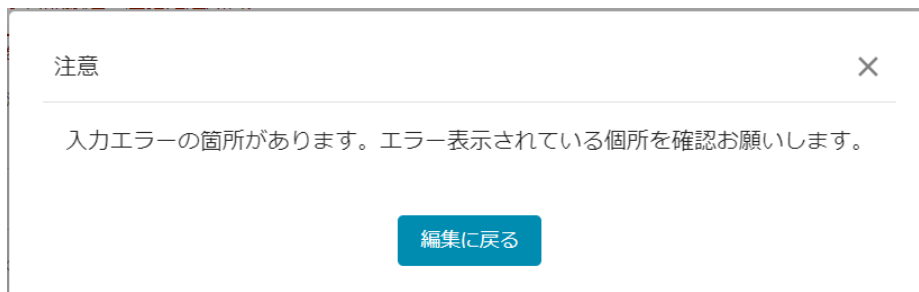 注意
入力エラーの箇所があります。エラー表示されている個所を確認お願いします。
編集に戻る